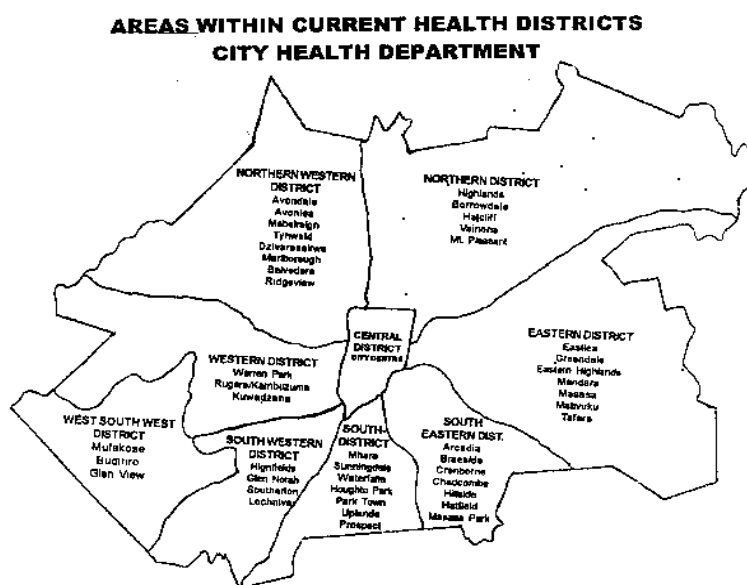 AREAS WITHIN CURRENT HEALTH DISTRICTS
CITY HEALTH DEPARTMENT
NORTHERN WESTERN
DISTRICT
Avondale
Avonlea
Mabelreign
Tynwald
Dzivarasekwa
Marlborough
Belvedere
Ridgeview
NORTHERN DISTRICT
Highlands
Borrowdale
Hatcliff
Vainona
Mt. Pleasant
CENTRAL
DISTRICT
CITY CENTRE
EASTERN DISTRICT
Eastlea
Greendale
Eastern Highlands
Mandara
Msasa
Mabvuku
Tafara
WESTERN DISTRICT
Warren Park
Rugare/Kambuzuma
Kuwadzana
WEST SOUTH WEST
DISTRICT
Mufakose
Budiriro
Glen View
SOUTH WESTERN
DISTRICT
Highfields
Glen Norah
Southerton
Lochinvar
SOUTH-
DISTRICT
Mbare
Sunningdale
Waterfalls
Houghto Park
Park Town
Uplands
Prospect
SOUTH
EASTERN DIST.
Arcadia
Braeside
Cranborne
Chadcombe
Hillside
Hatfield
Msasa Park